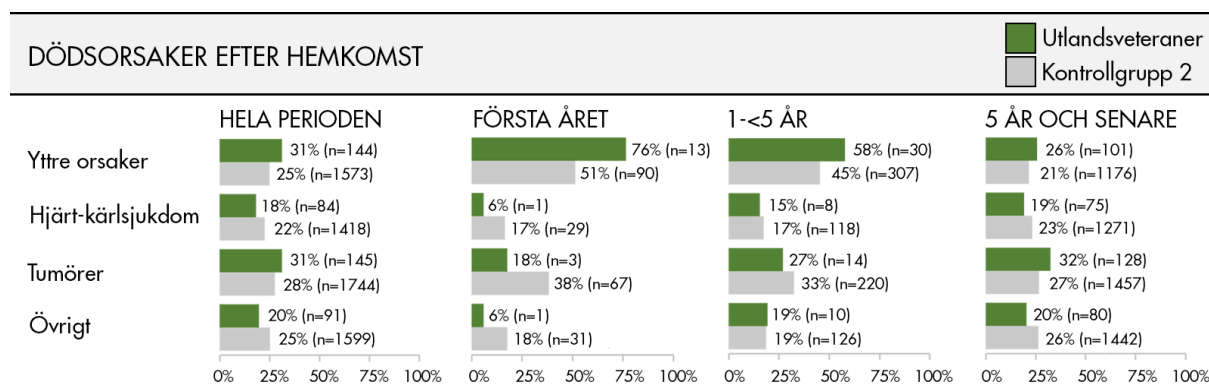 DÖDSORSAKER EFTER HEMKOMST
Utlandsveteraner
Kontrollgrupp 2
HELA PERIODEN
FÖRSTA ÅRET
1-<5 ÅR
5 ÅR OCH SENARE
Yttre orsaker
31% (n=144)
25% (n=1573)
76% (n=13)
51% (n=90)
58% (n=30)
45% (n=307)
26% (n=101)
21% (n=1176)
Hjärt-kärlsjukdom
18% (n=84)
22% (n=1418)
6% (n=1)
17% (n=29)
15% (n=8)
17% (n=118)
19% (n=75)
23% (n=1271)
Tumörer
31% (n=145)
28% (n=1744)
18% (n=3)
38% (n=67)
27% (n=14)
33% (n=220)
32% (n=128)
27% (n=1457)
Övrigt
20% (n=91)
25% (n=1599)
6% (n=1)
18% (n=31)
19% (n=10)
19% (n=126)
20% (n=80)
26% (n=1442)
0% 25% 50% 75% 100%
0% 25% 50% 75% 100%
0% 25% 50% 75% 100%
0% 25% 50% 75% 100%